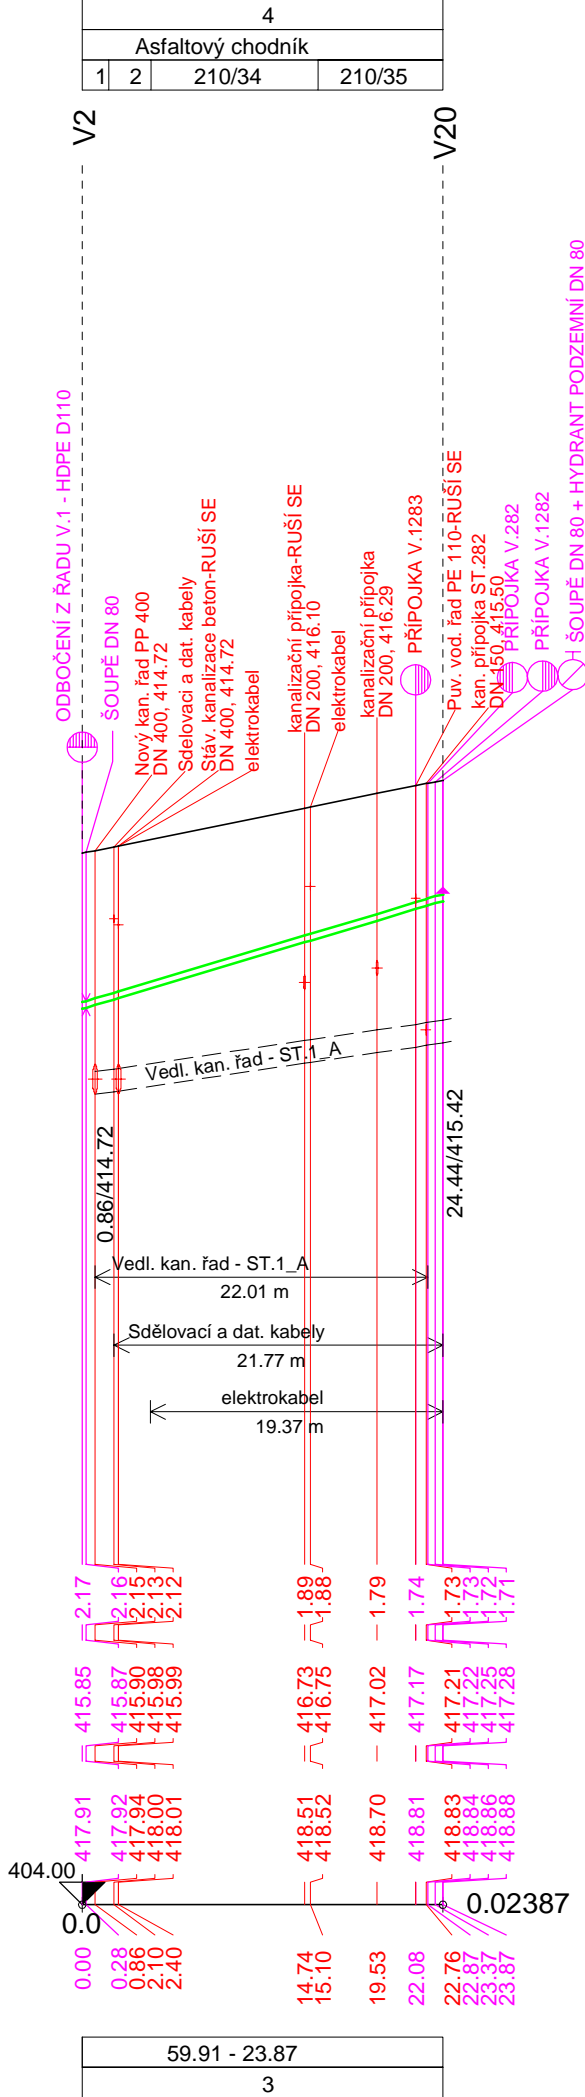 4
Asfaltový chodník
1 2 210/34 210/35
V2
V20
ODBOČENÍ Z ŘADU V.1 - HDPE D110
ŠOUPĚ DN 80
Nový kan. řad PP 400
DN 400, 414.72
Sdelovaci a dat. kabely
Stáv. kanalizace beton-RUŠÍ SE
DN 400, 414.72
elektrokabel
kanalizační přípojka-RUŠÍ SE
DN 200, 416.10
elektrokabel
kanalizační přípojka
DN 200, 416.29
PŘÍPOJKA V.1283
Puv. vod. řad PE 110-RUŠÍ SE
kan. přípojka ST.282
DN 150, 415.50
PŘÍPOJKA V.282
PŘÍPOJKA V.1282
H ŠOUPĚ DN 80 + HYDRANT PODZEMNÍ DN 80
Vedl. kan. řad - ST.1_A
0.86/414.72
24.44/415.42
Vedl. kan. řad - ST.1_A
22.01 m
Sdělovací a dat. kabely
21.77 m
elektrokabel
19.37 m
2.17 2.16 2.15 2.13 2.12 1.89 1.88 1.79 1.74 1.73 1.73 1.72 1.71
415.85 415.87 415.90 415.98 415.99 416.73 416.75 417.02 417.17 417.21 417.22 417.25 417.28
417.91 417.92 417.94 418.00 418.01 418.51 418.52 418.70 418.81 418.83 418.84 418.86 418.88
404.00
0.0
0.02387
0.00 0.28 0.86 2.10 2.40 14.74 15.10 19.53 22.08 22.76 22.87 23.37 23.87
59.91 - 23.87
3